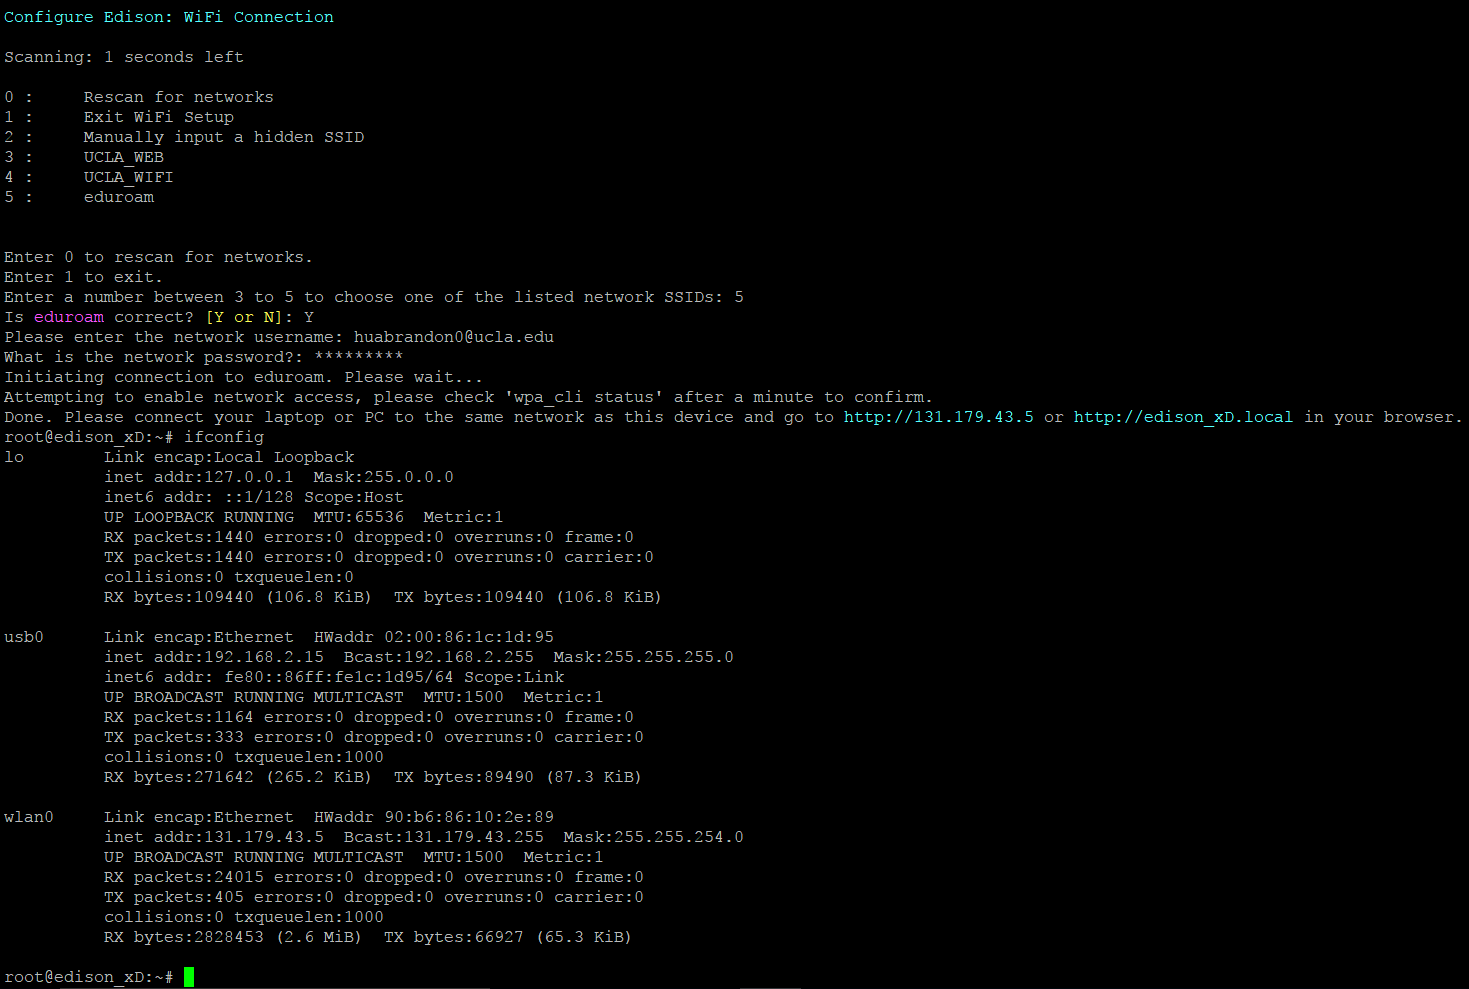 Configure Edison: WiFi Connection
Scanning: 1 seconds left
0 :     Rescan for networks
1 :     Exit WiFi Setup
2 :     Manually input a hidden SSID
3 :     UCLA_WEB
4 :     UCLA_WIFI
5 :     eduroam
Enter 0 to rescan for networks.
Enter 1 to exit.
Enter a number between 3 to 5 to choose one of the listed network SSIDs: 5
Is eduroam correct? [Y or N]: Y
Please enter the network username: huabrandon0@ucla.edu
What is the network password?: *********
Initiating connection to eduroam. Please wait...
Attempting to enable network access, please check 'wpa_cli status' after a minute to confirm.
Done. Please connect your laptop or PC to the same network as this device and go to http://131.179.43.5 or http://edison_xD.local in your browser.
root@edison_xD:~# ifconfig
lo        Link encap:Local Loopback
          inet addr:127.0.0.1  Mask:255.0.0.0
          inet6 addr: ::1/128 Scope:Host
          UP LOOPBACK RUNNING  MTU:65536  Metric:1
          RX packets:1440 errors:0 dropped:0 overruns:0 frame:0
          TX packets:1440 errors:0 dropped:0 overruns:0 carrier:0
          collisions:0 txqueuelen:0
          RX bytes:109440 (106.8 KiB)  TX bytes:109440 (106.8 KiB)
usb0      Link encap:Ethernet  HWaddr 02:00:86:1c:1d:95
          inet addr:192.168.2.15  Bcast:192.168.2.255  Mask:255.255.255.0
          inet6 addr: fe80::86ff:fe1c:1d95/64 Scope:Link
          UP BROADCAST RUNNING MULTICAST  MTU:1500  Metric:1
          RX packets:1164 errors:0 dropped:0 overruns:0 frame:0
          TX packets:333 errors:0 dropped:0 overruns:0 carrier:0
          collisions:0 txqueuelen:1000
          RX bytes:271642 (265.2 KiB)  TX bytes:89490 (87.3 KiB)
wlan0     Link encap:Ethernet  HWaddr 90:b6:86:10:2e:89
          inet addr:131.179.43.5  Bcast:131.179.43.255  Mask:255.255.254.0
          UP BROADCAST RUNNING MULTICAST  MTU:1500  Metric:1
          RX packets:24015 errors:0 dropped:0 overruns:0 frame:0
          TX packets:405 errors:0 dropped:0 overruns:0 carrier:0
          collisions:0 txqueuelen:1000
          RX bytes:2828453 (2.6 MiB)  TX bytes:66927 (65.3 KiB)
root@edison_xD:~#